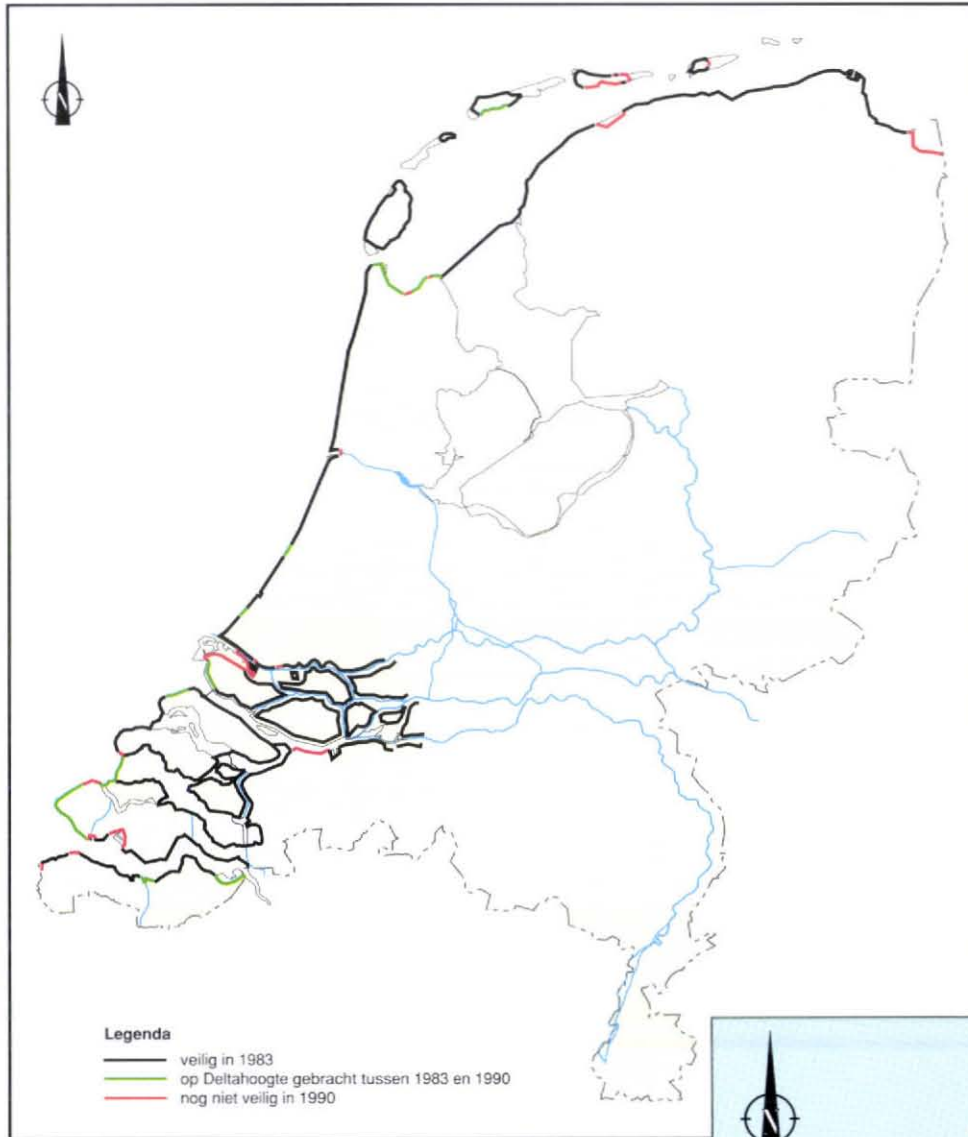 N
Legenda
veilig in 1983
op Deltahoogte gebracht tussen 1983 en 1990
nog niet veilig in 1990
N